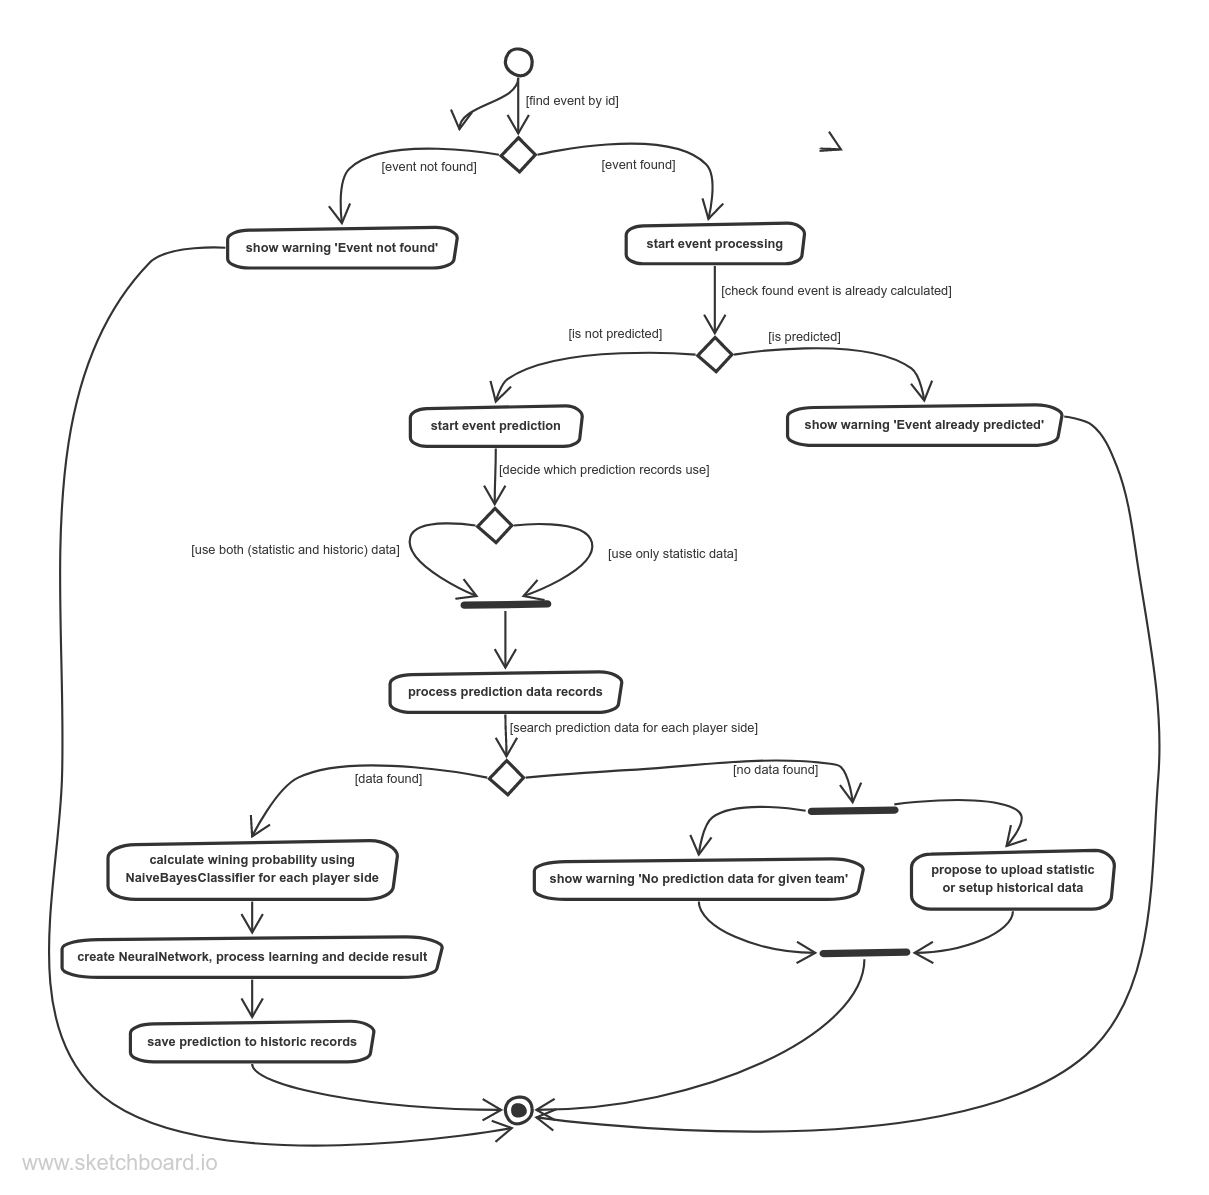 [find event by id]
[event not found]
[event found]
show warning 'Event not found'
start event processing
[check found event is already calculated]
[is not predicted]
[is predicted]
start event prediction
show warning 'Event already predicted'
[decide which prediction records use]
[use both (statistic and historic) data]
[use only statistic data]
process prediction data records
[search prediction data for each player side]
[data found]
[no data found]
calculate wining probability using
NaiveBayesClassifier for each player side
show warning 'No prediction data for given team'
propose to upload statistic
or setup historical data
create NeuralNetwork, process learning and decide result
save prediction to historic records
www.sketchboard.io